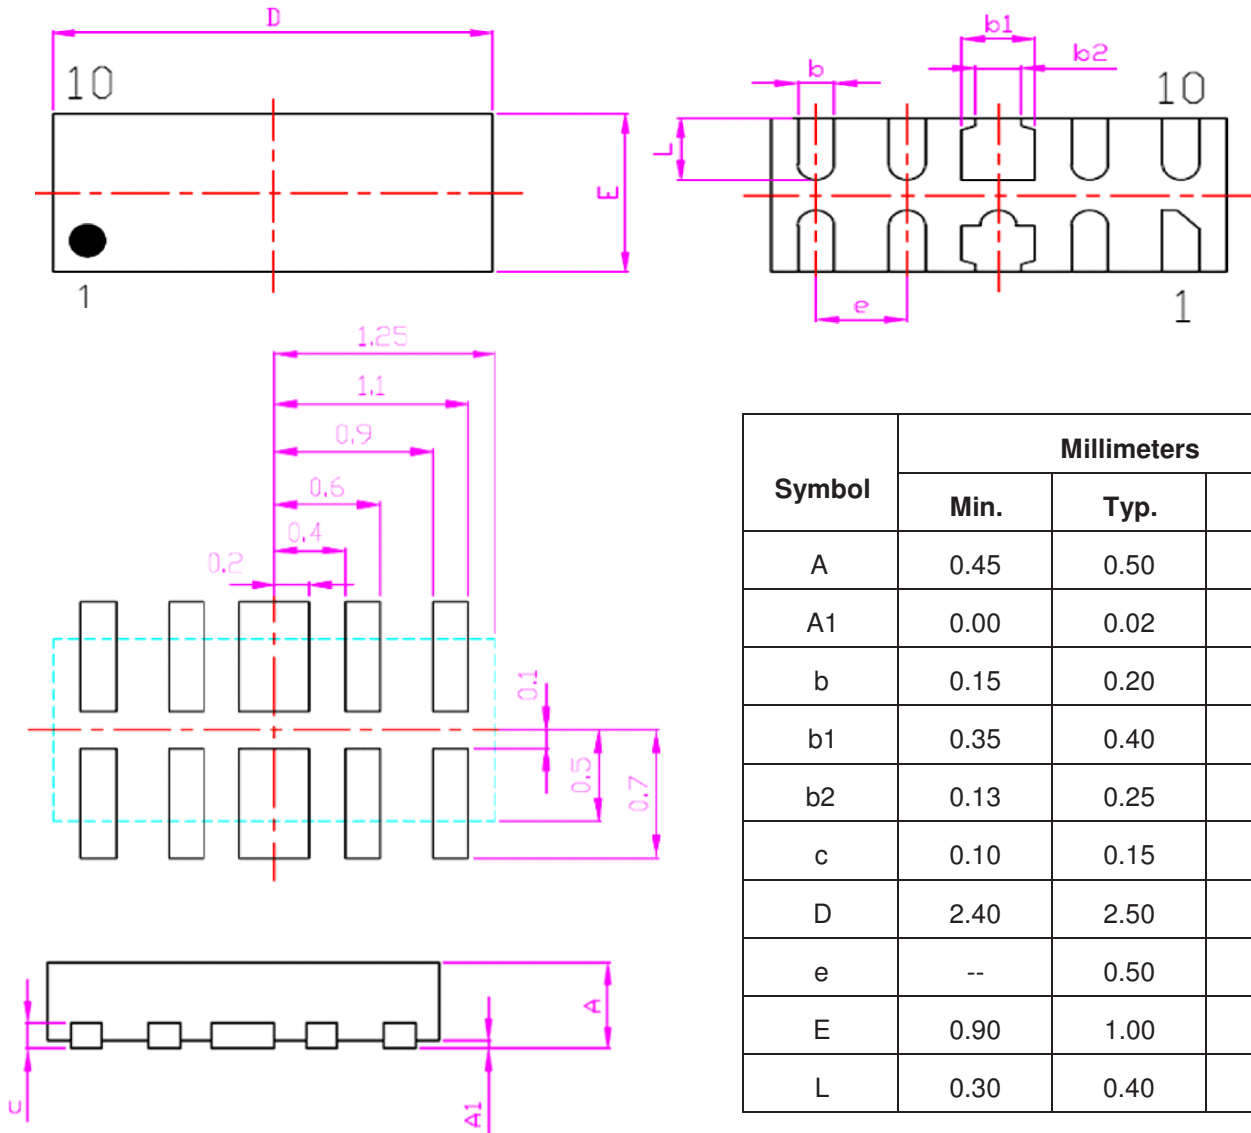 D
10
E
1
b1
b2
b
10
L
e
1
1.25
1.1
0.9
0.6
0.4
0.2
0.1
0.5
0.7
A
c
A1
Symbol Millimeters
Min. Typ.
A 0.45 0.50
A1 0.00 0.02
b 0.15 0.20
b1 0.35 0.40
b2 0.13 0.25
c 0.10 0.15
D 2.40 2.50
e -- 0.50
E 0.90 1.00
L 0.30 0.40